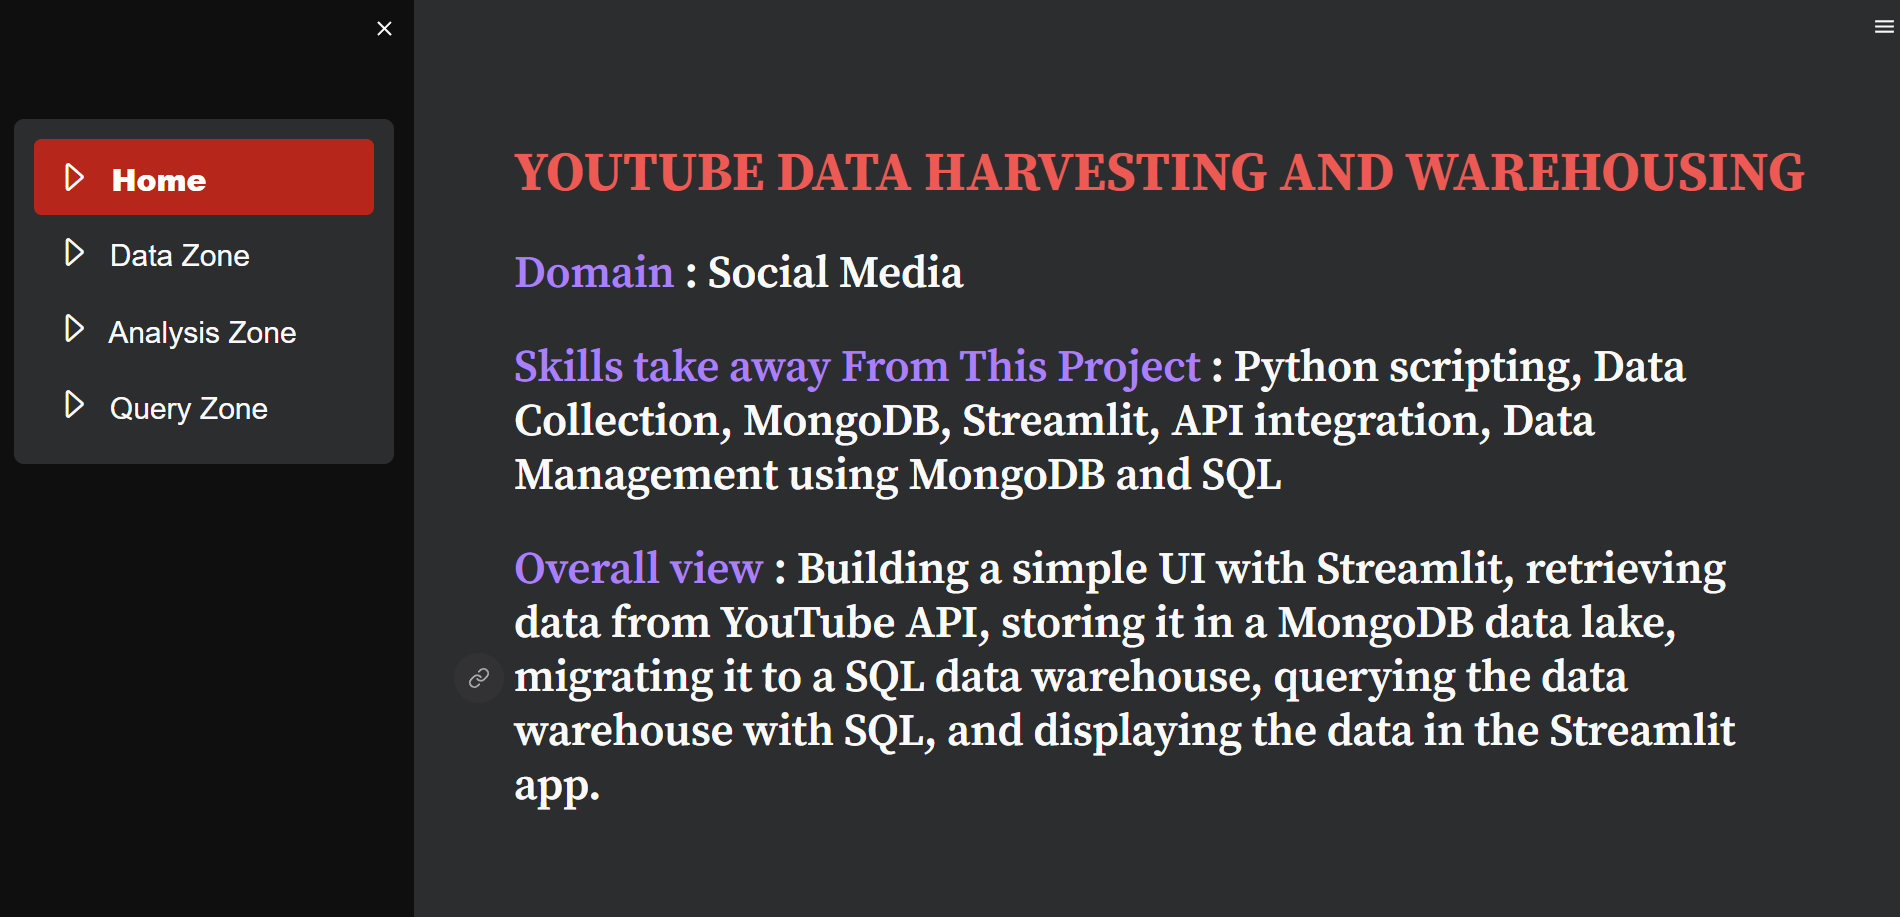 Home
Data Zone
Analysis Zone
Query Zone
YOUTUBE DATA HARVESTING AND WAREHOUSING
Domain : Social Media
Skills take away From This Project : Python scripting, Data
Collection, MongoDB, Streamlit, API integration, Data
Management using MongoDB and SQL
Overall view : Building a simple UI with Streamlit, retrieving
data from YouTube API, storing it in a MongoDB data lake,
migrating it to a SQL data warehouse, querying the data
warehouse with SQL, and displaying the data in the Streamlit
app.